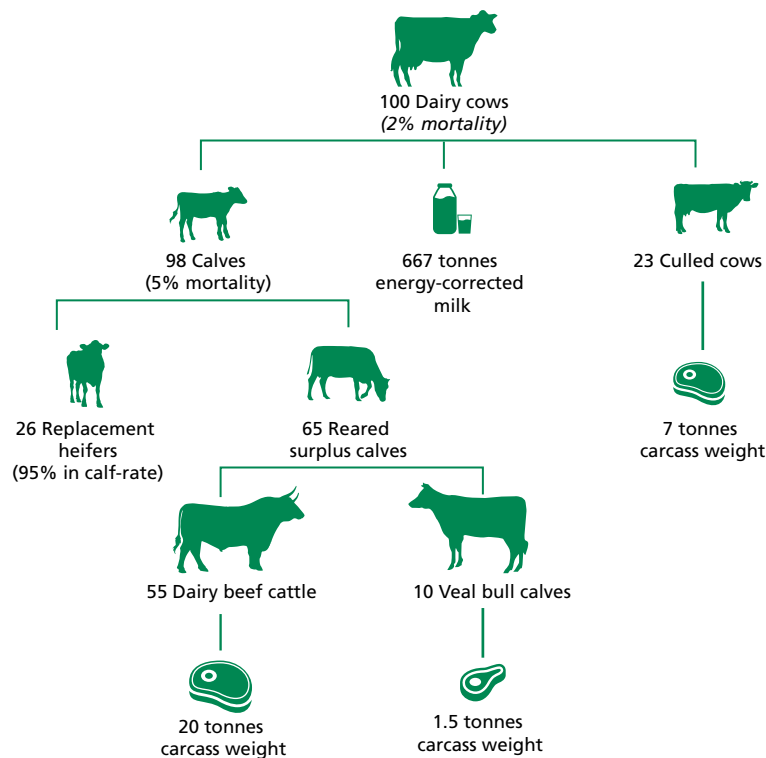 100 Dairy cows
(2% mortality)
98 Calves
(5% mortality)
667 tonnes
energy-corrected
milk
23 Culled cows
26 Replacement
heifers
(95% in calf-rate)
65 Reared
surplus calves
7 tonnes
carcass weight
55 Dairy beef cattle
10 Veal bull calves
20 tonnes
carcass weight
1.5 tonnes
carcass weight